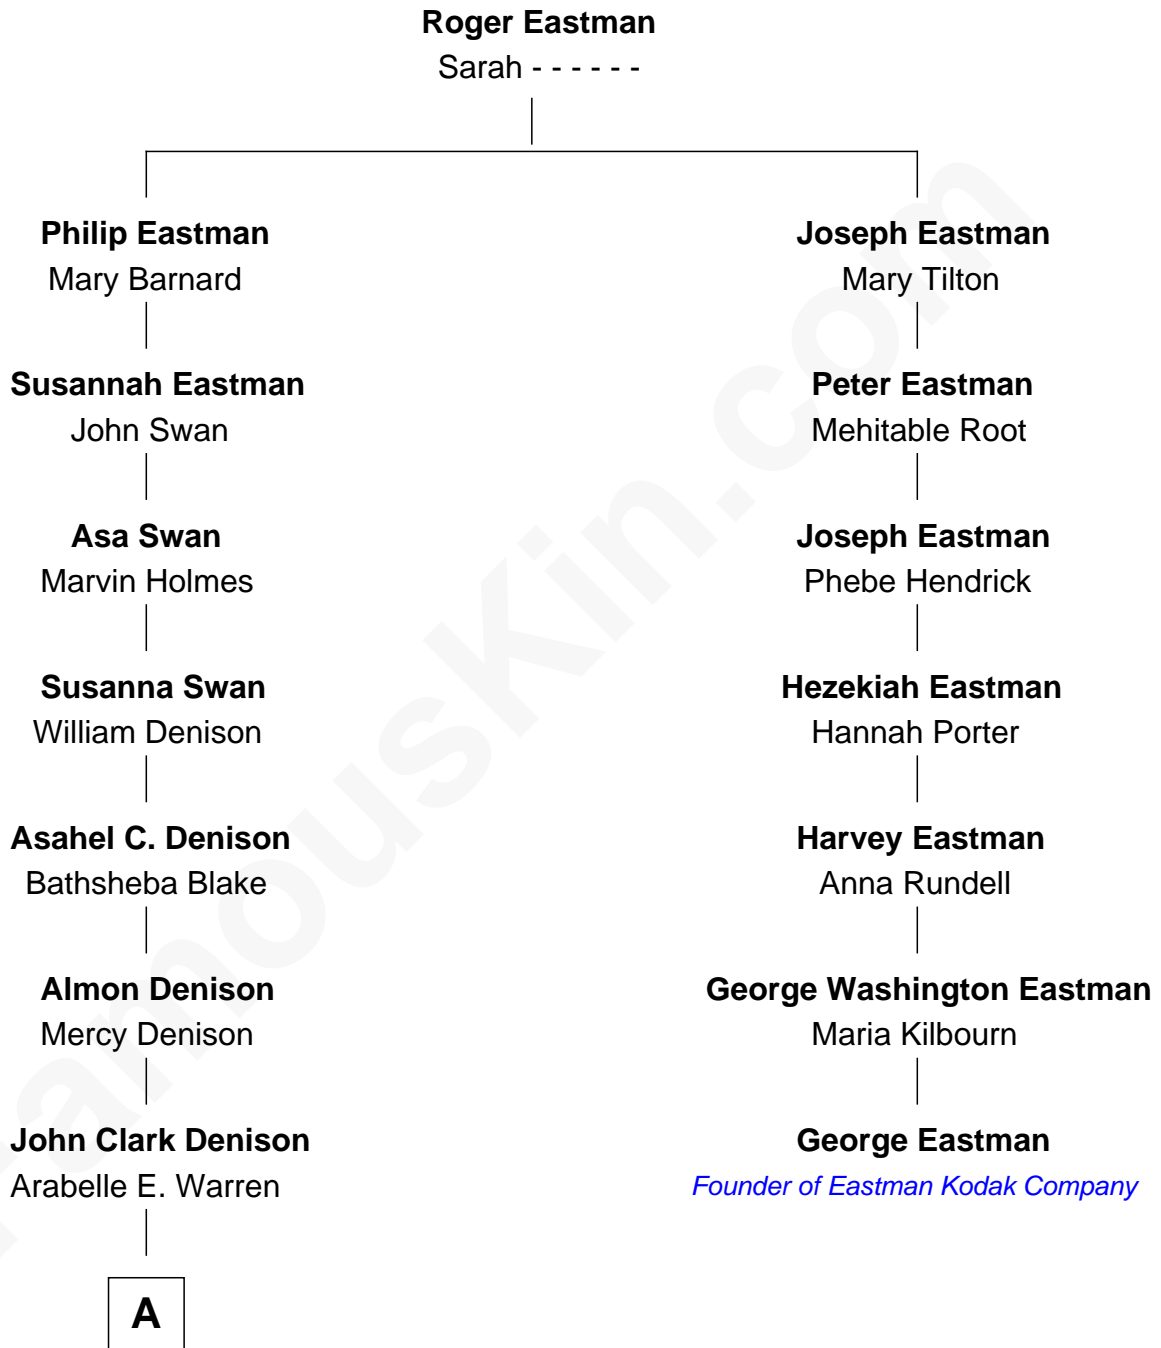 Roger Eastman
Sarah - - - - - -
Philip Eastman
Mary Barnard
Susannah Eastman
John Swan
Asa Swan
Marvin Holmes
Susanna Swan
William Denison
Asahel C. Denison
Bathsheba Blake
Almon Denison
Mercy Denison
John Clark Denison
Arabelle E. Warren
A
Joseph Eastman
Mary Tilton
Peter Eastman
Mehitable Root
Joseph Eastman
Phebe Hendrick
Hezekiah Eastman
Hannah Porter
Harvey Eastman
Anna Rundell
George Washington Eastman
Maria Kilbourn
George Eastman
Founder of Eastman Kodak Company
FamousKin.com